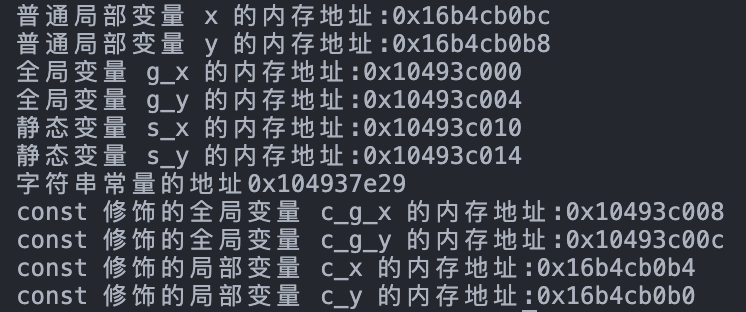 普通局部变量 x 的内存地址:0x16b4cb0bc
普通局部变量 y 的内存地址:0x16b4cb0b8
全局变量 g_x 的内存地址:0x10493c000
全局变量 g_y 的内存地址:0x10493c004
静态变量 s_x 的内存地址:0x10493c010
静态变量 s_y 的内存地址:0x10493c014
字符串常量的地址0x104937e29
const 修饰的全局变量 c_g_x 的内存地址:0x10493c008
const 修饰的全局变量 c_g_y 的内存地址:0x10493c00c
const 修饰的局部变量 c_x 的内存地址:0x16b4cb0b4
const 修饰的局部变量 c_y 的内存地址:0x16b4cb0b0